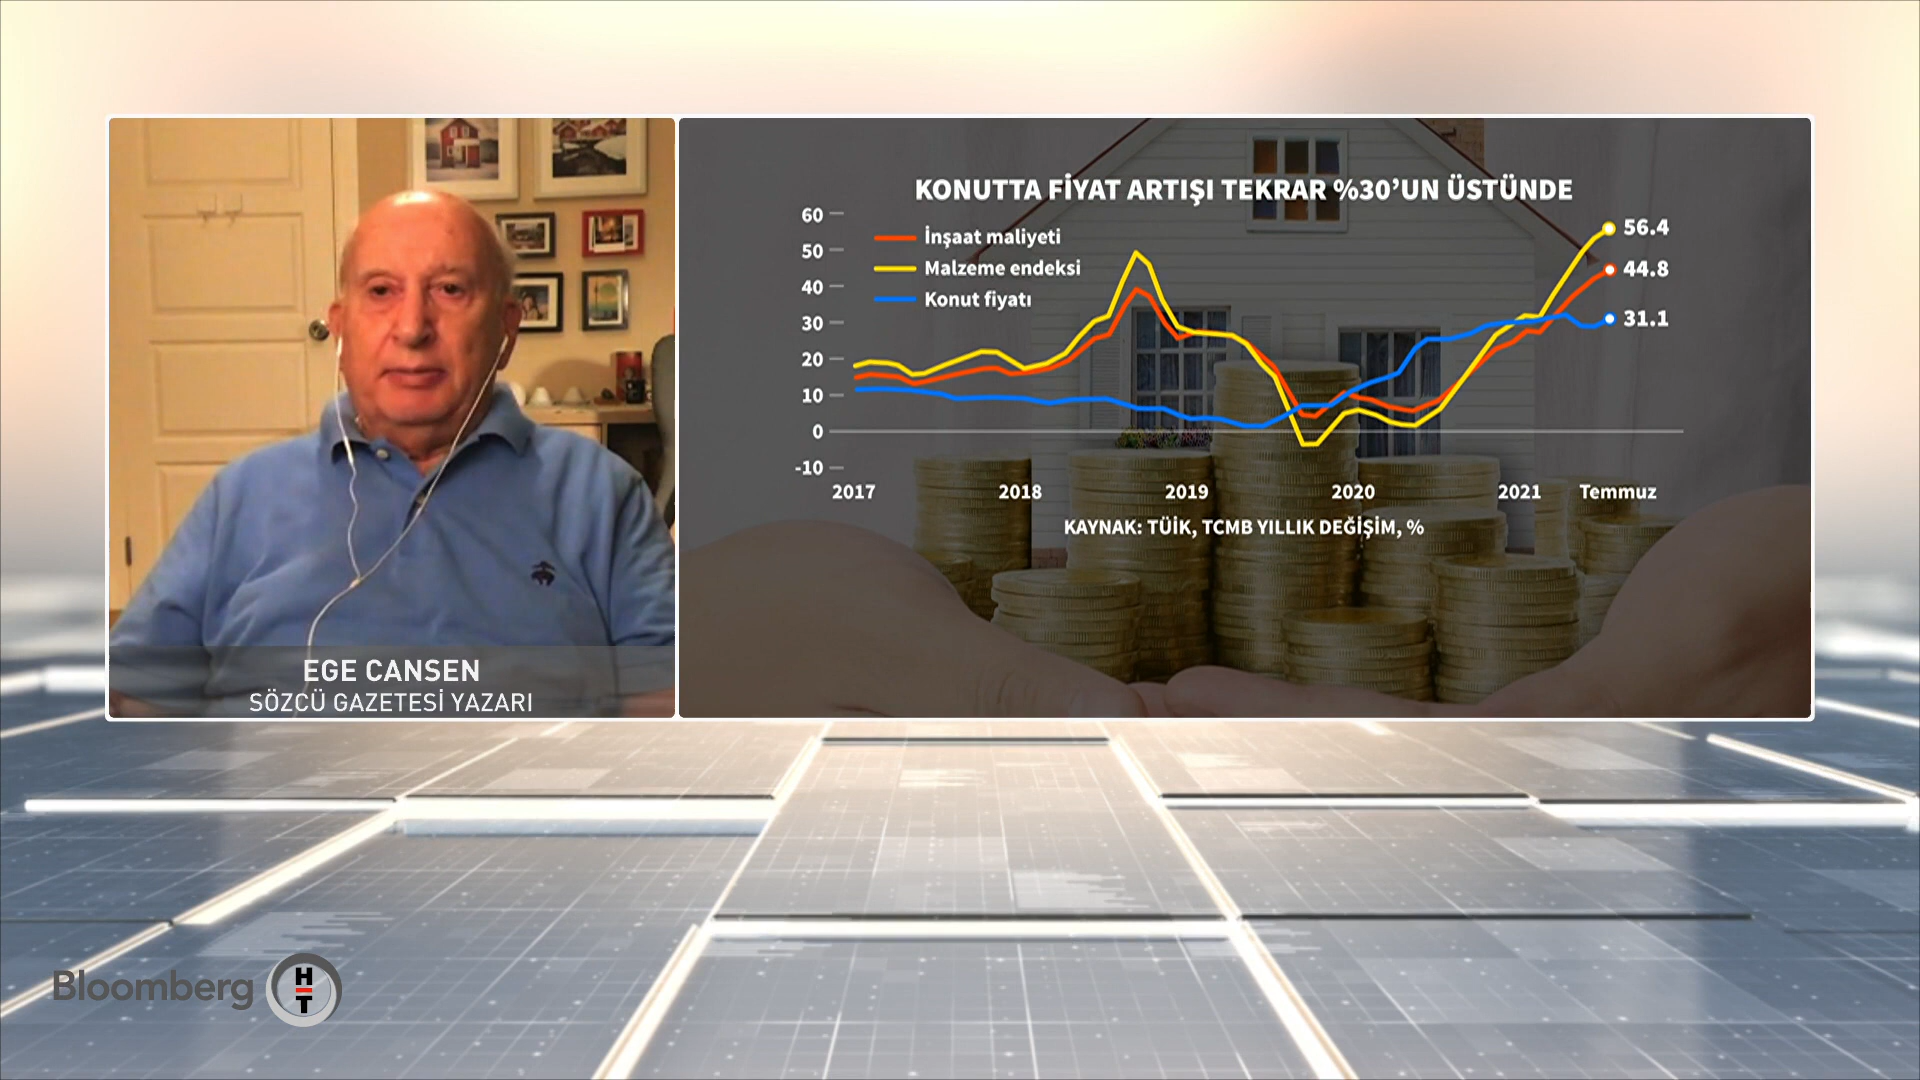 KONUTTA FİYAT ARTIŞI TEKRAR %30'UN ÜSTÜNDE
60
50
40
30
20
10
0
-10
İnşaat maliyeti
Malzeme endeksi
Konut fiyatı
56.4
44.8
31.1
2017 2018 2019 2020 2021 Temmuz
KAYNAK: TÜİK, TCMB YILLIK DEĞİŞİM, %
EGE CANSEN
SÖZCÜ GAZETESİ YAZARI
Bloomberg HT